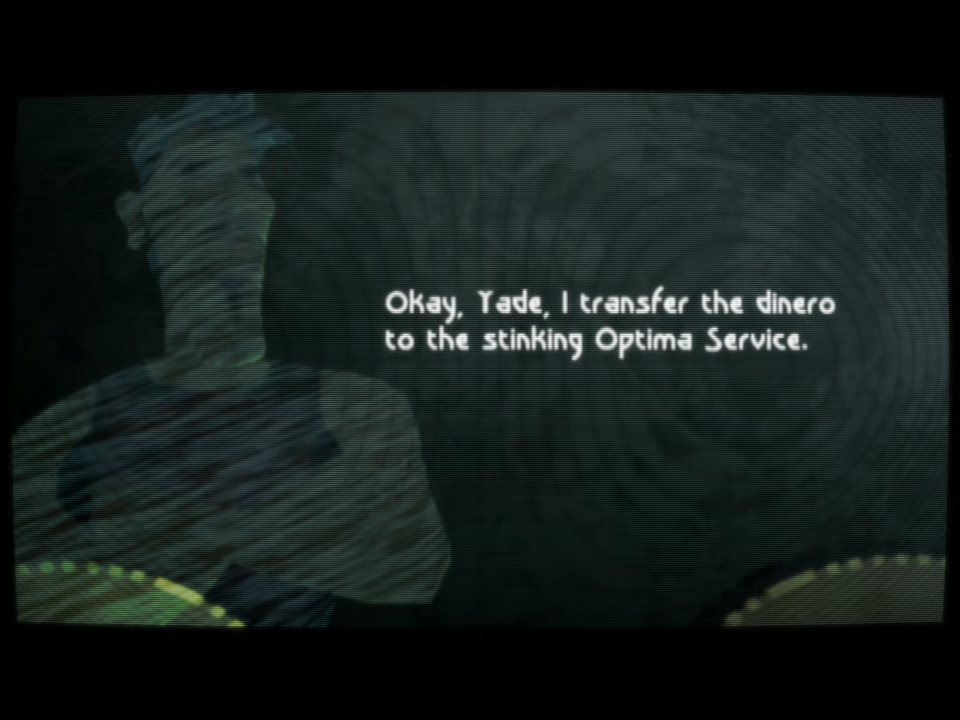 Okay, Yade, I transfer the dinero
to the stinking Optima Service.